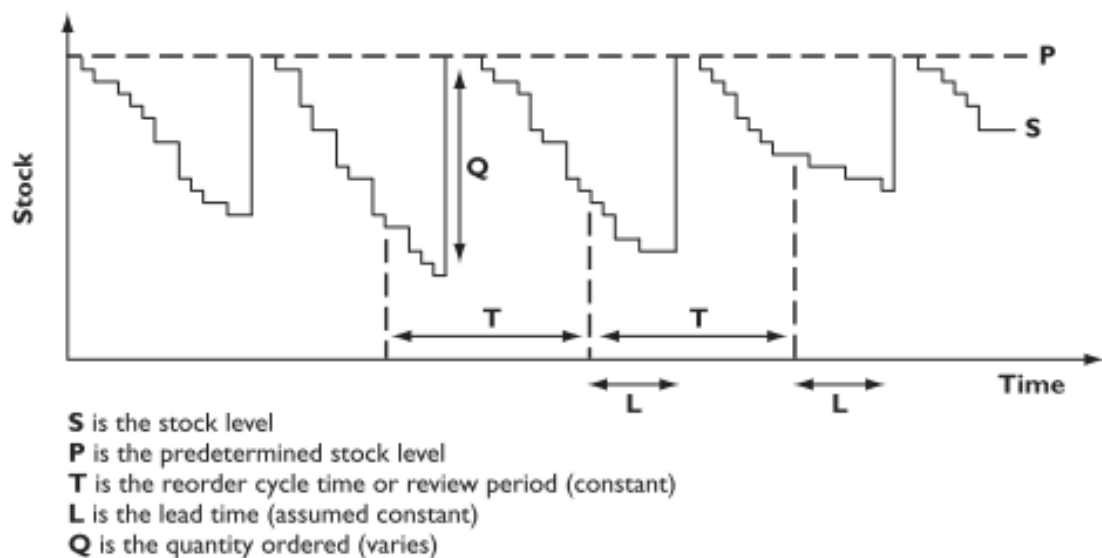 P
S
Stock
Q
T
T
Time
L
L
S is the stock level
P is the predetermined stock level
T is the reorder cycle time or review period (constant)
L is the lead time (assumed constant)
Q is the quantity ordered (varies)